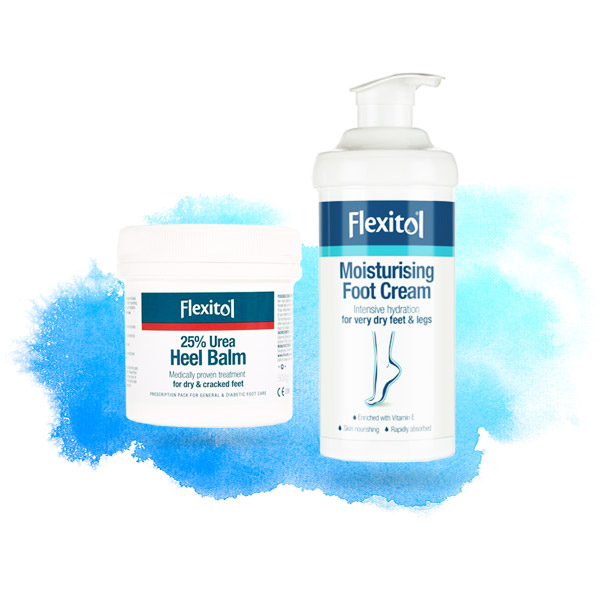 Flexitol
25% Urea
Heel Balm
Medically proven treatment
for dry & cracked feet
PRESCRIPTION PACK FOR GENERAL & DIABETIC FOOT CARE
CE
Flexitol
Moisturising
Foot Cream
Intensive hydration
for very dry feet & legs
Enriched with Vitamin E
Skin nourishing Rapidly absorbed